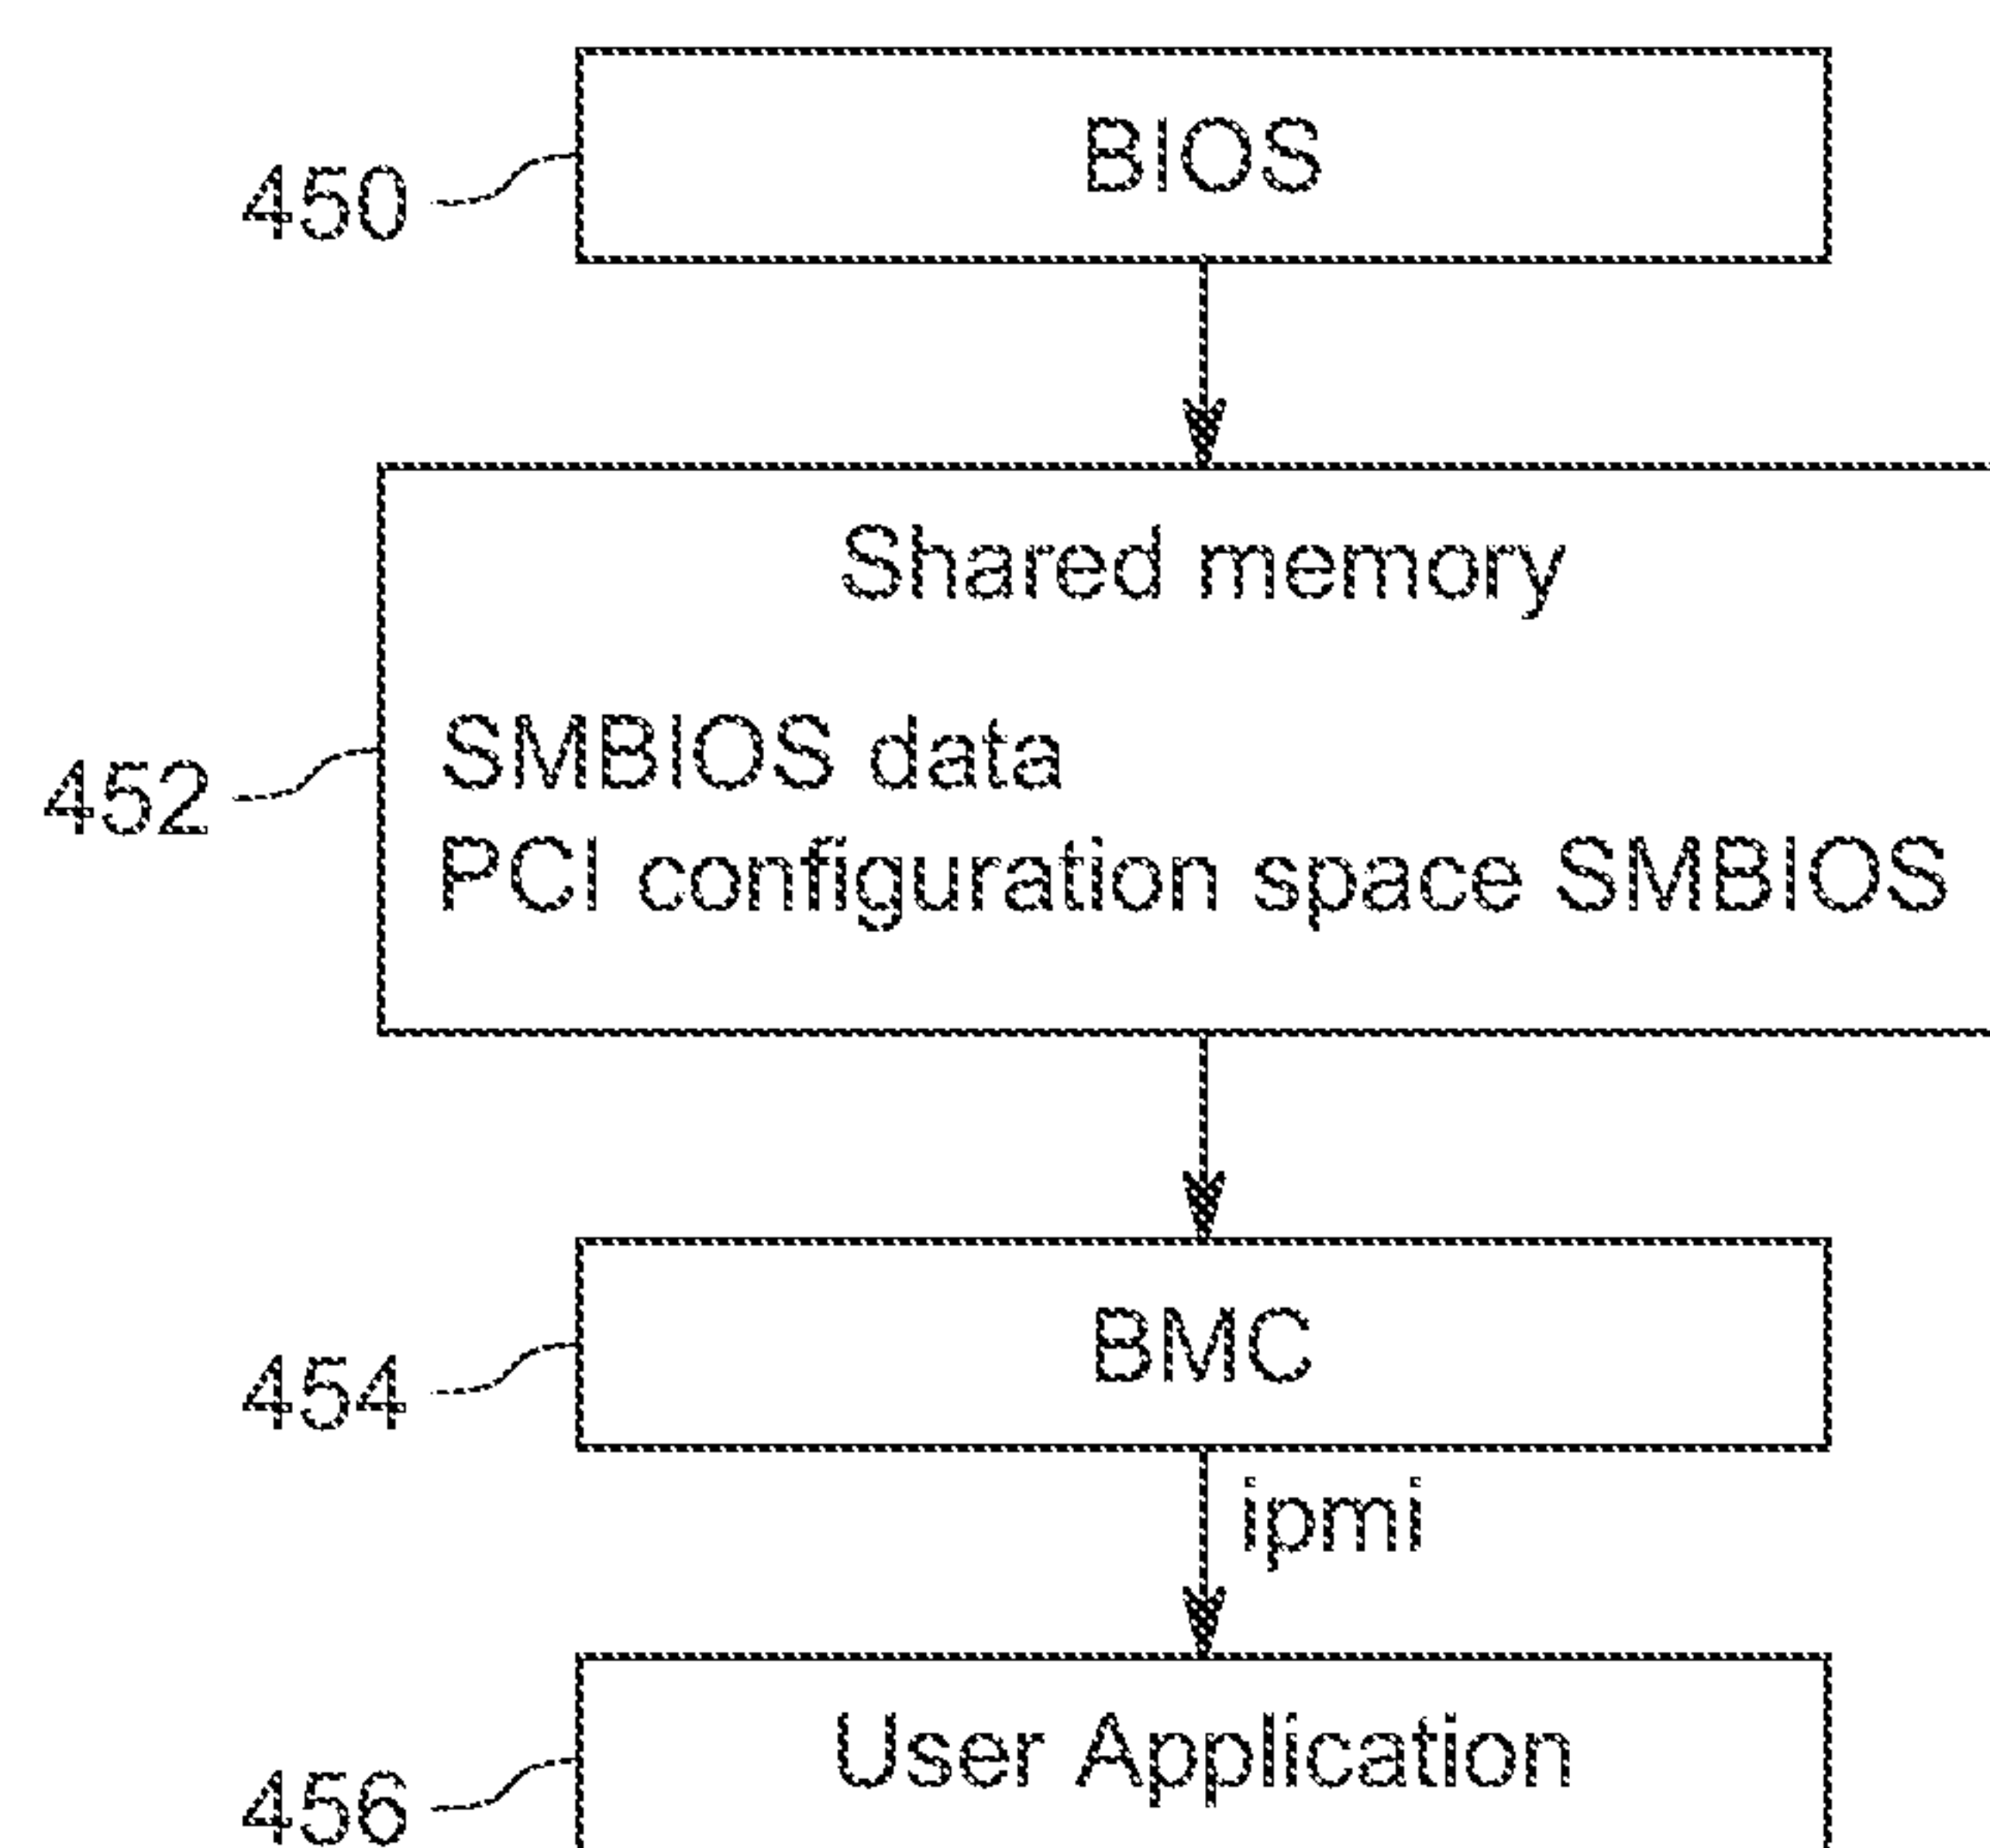 BIOS
450
Shared memory
SMBIOS data
452
PCI configuration space SMBIOS
BMC
454
ipmi
User Application
456